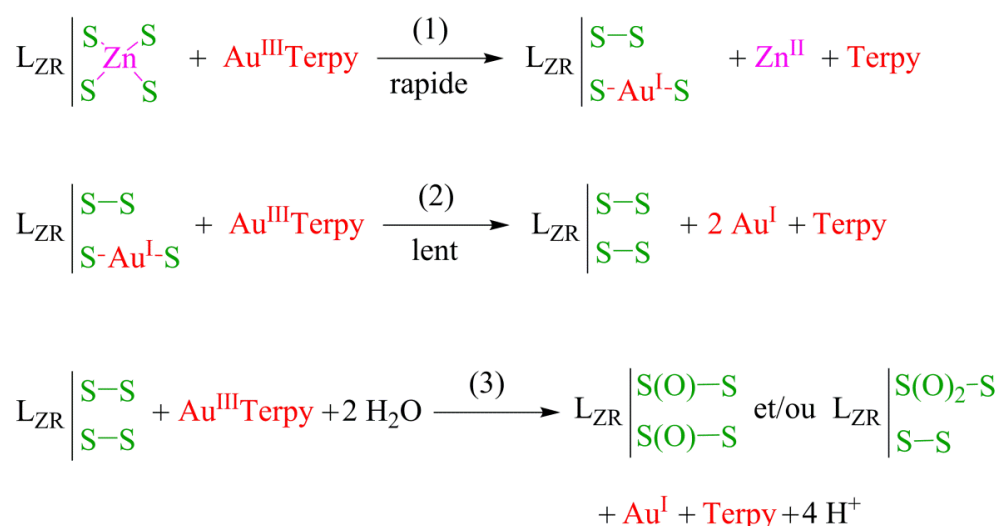 (1)
L_ZR | S S Zn S S + Au^III Terpy → L_ZR | S–S S-Au^I-S + Zn^II + Terpy
rapide
(2)
L_ZR | S–S S-Au^I-S + Au^III Terpy → L_ZR | S–S S–S + 2 Au^I + Terpy
lent
(3)
L_ZR | S–S S–S + Au^III Terpy + 2 H₂O → L_ZR | S(O)–S S(O)–S et/ou L_ZR | S(O)₂-S S–S
+ Au^I + Terpy + 4 H⁺